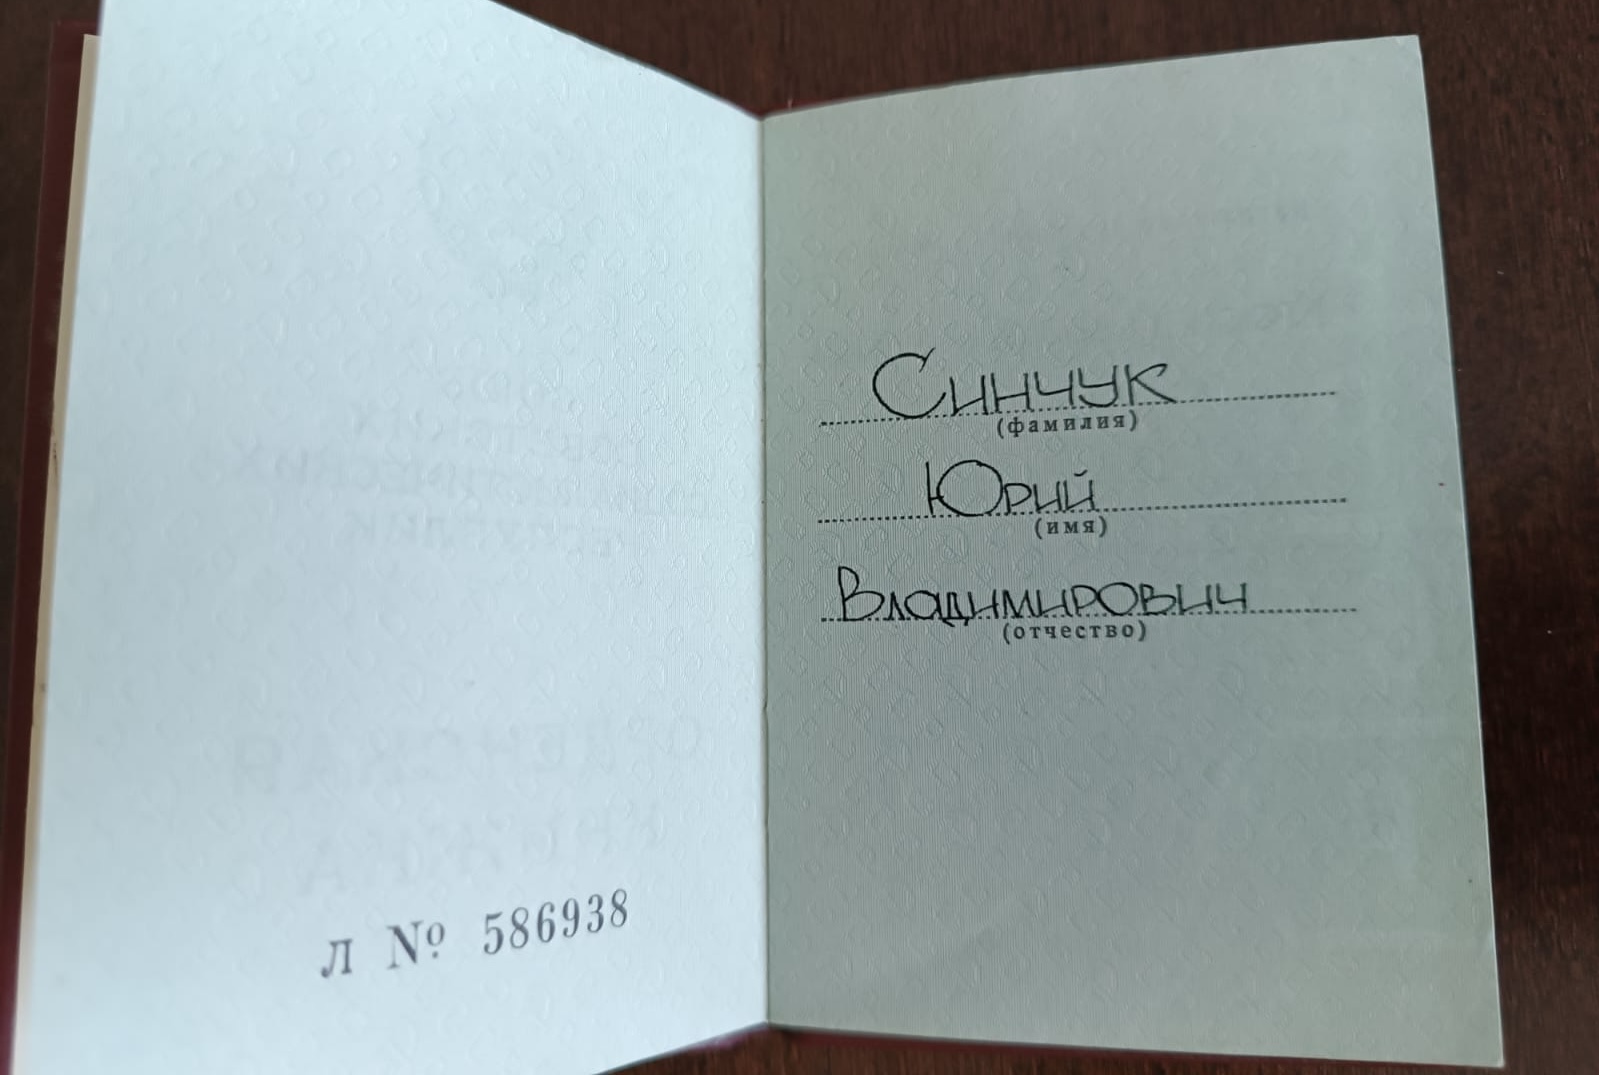 Л № 586938
Синчук
(фамилия)
Юрий
(имя)
Владимирович
(отчество)